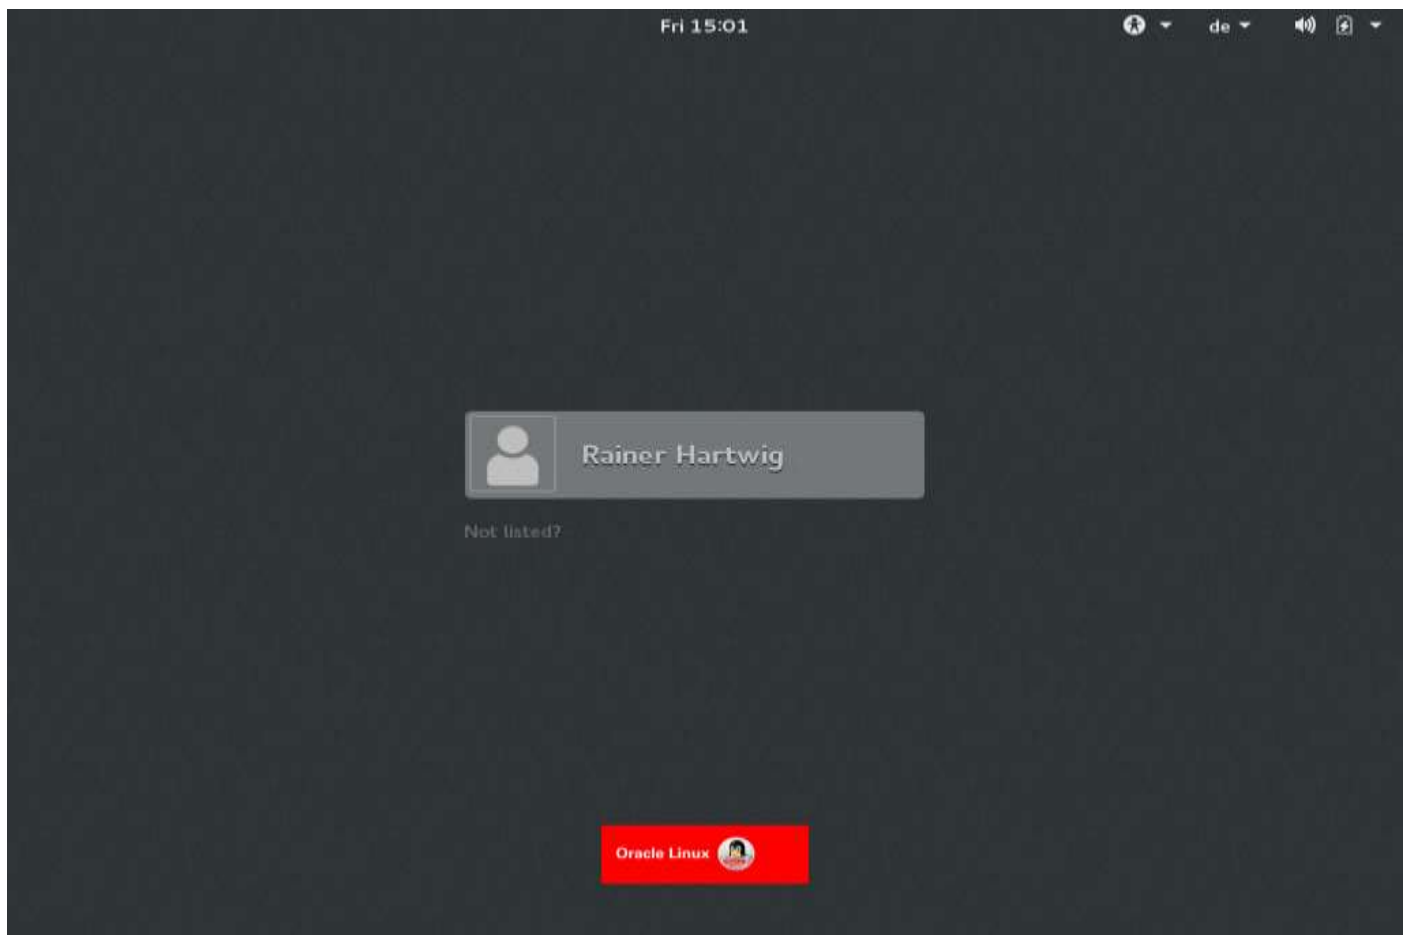 Fri 15:01
de
Rainer Hartwig
Not listed?
Oracle Linux